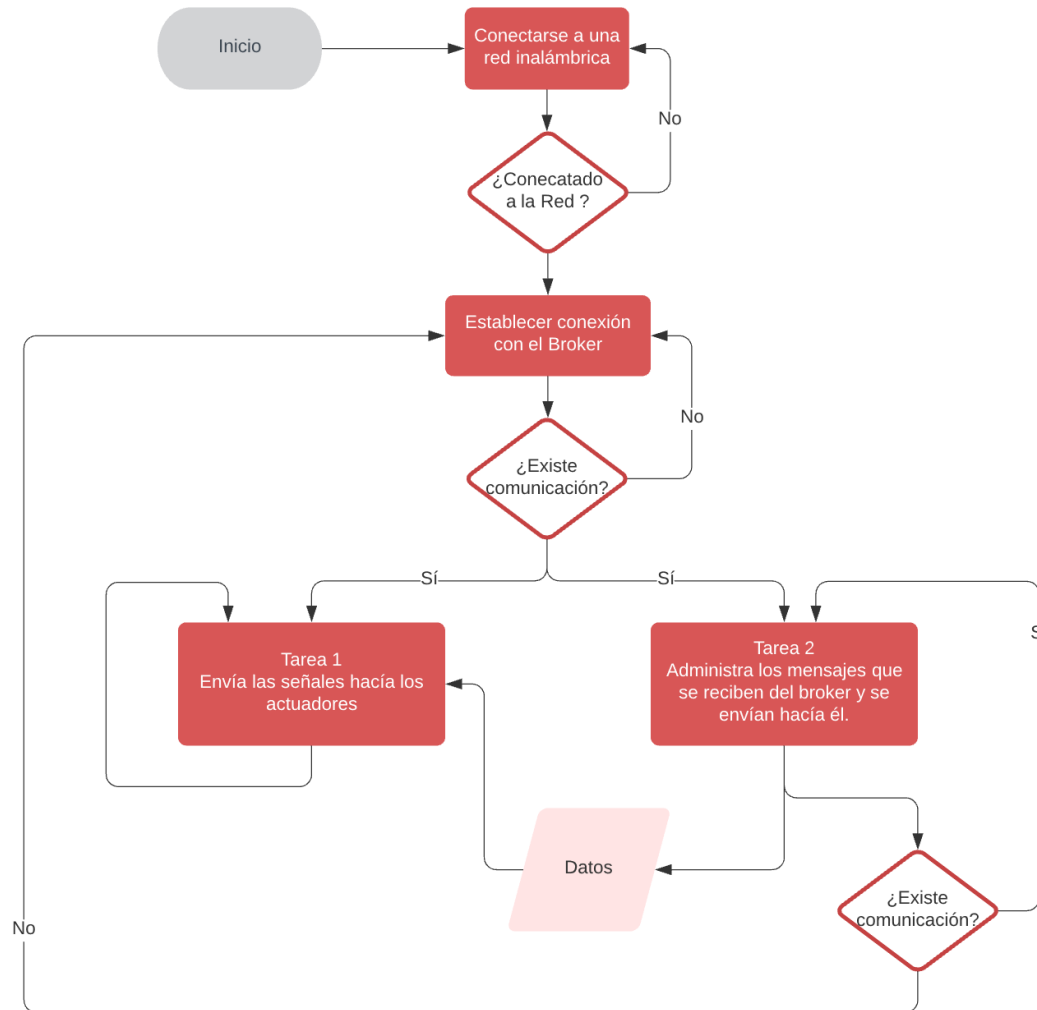 Inicio
Conectarse a una
red inalámbrica
No
¿Conecatado
a la Red ?
Establecer conexión
con el Broker
No
¿Existe
comunicación?
Sí
Sí
Tarea 1
Envía las señales hacía los
actuadores
Tarea 2
Administra los mensajes que
se reciben del broker y se
envían hacía él.
Datos
¿Existe
comunicación?
No